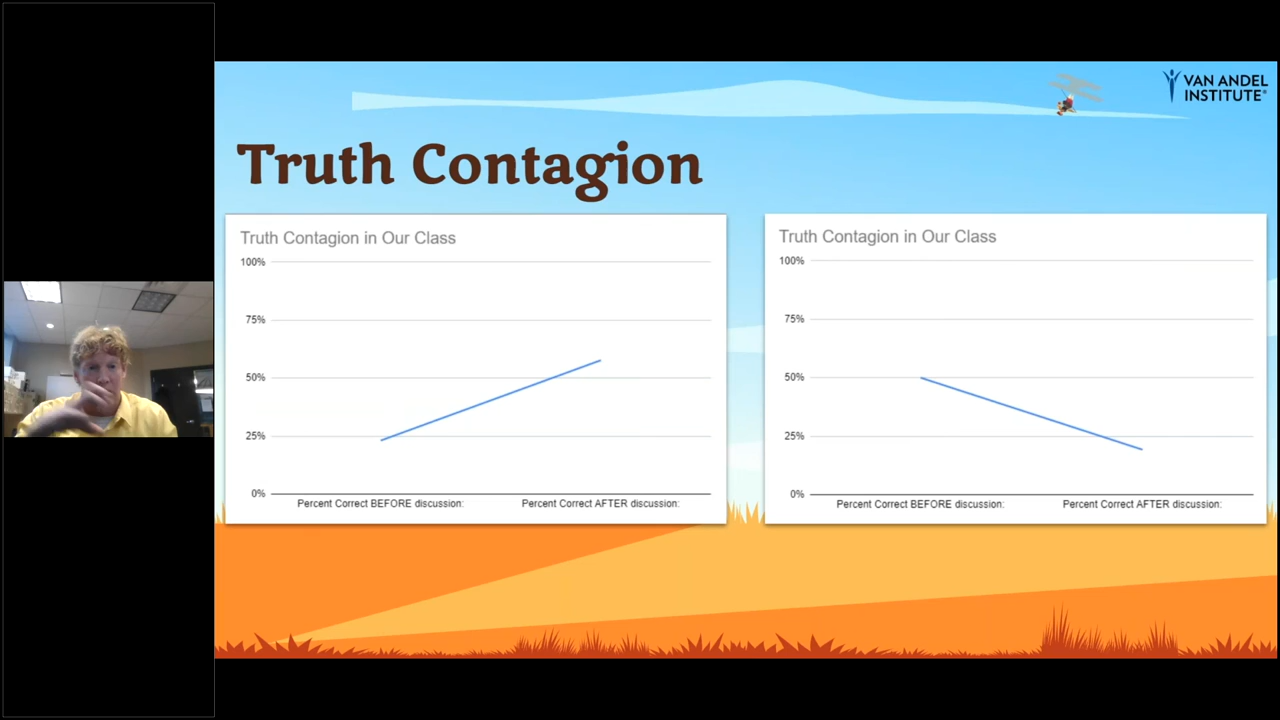 VAN ANDEL
INSTITUTE®
Truth Contagion
Truth Contagion in Our Class
100%
75%
50%
25%
0%
Percent Correct BEFORE discussion:
Percent Correct AFTER discussion:
Truth Contagion in Our Class
100%
75%
50%
25%
0%
Percent Correct BEFORE discussion:
Percent Correct AFTER discussion: